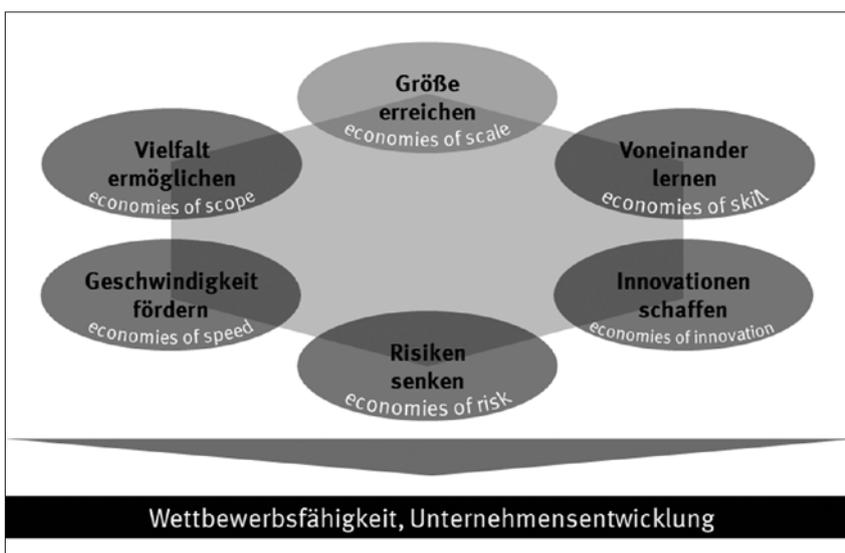 Größe
erreichen
economies of scale
Vielfalt
ermöglichen
economies of scope
Voneinander
lernen
economies of skill
Geschwindigkeit
fördern
economies of speed
Innovationen
schaffen
economies of innovation
Risiken
senken
economies of risk
Wettbewerbsfähigkeit, Unternehmensentwicklung